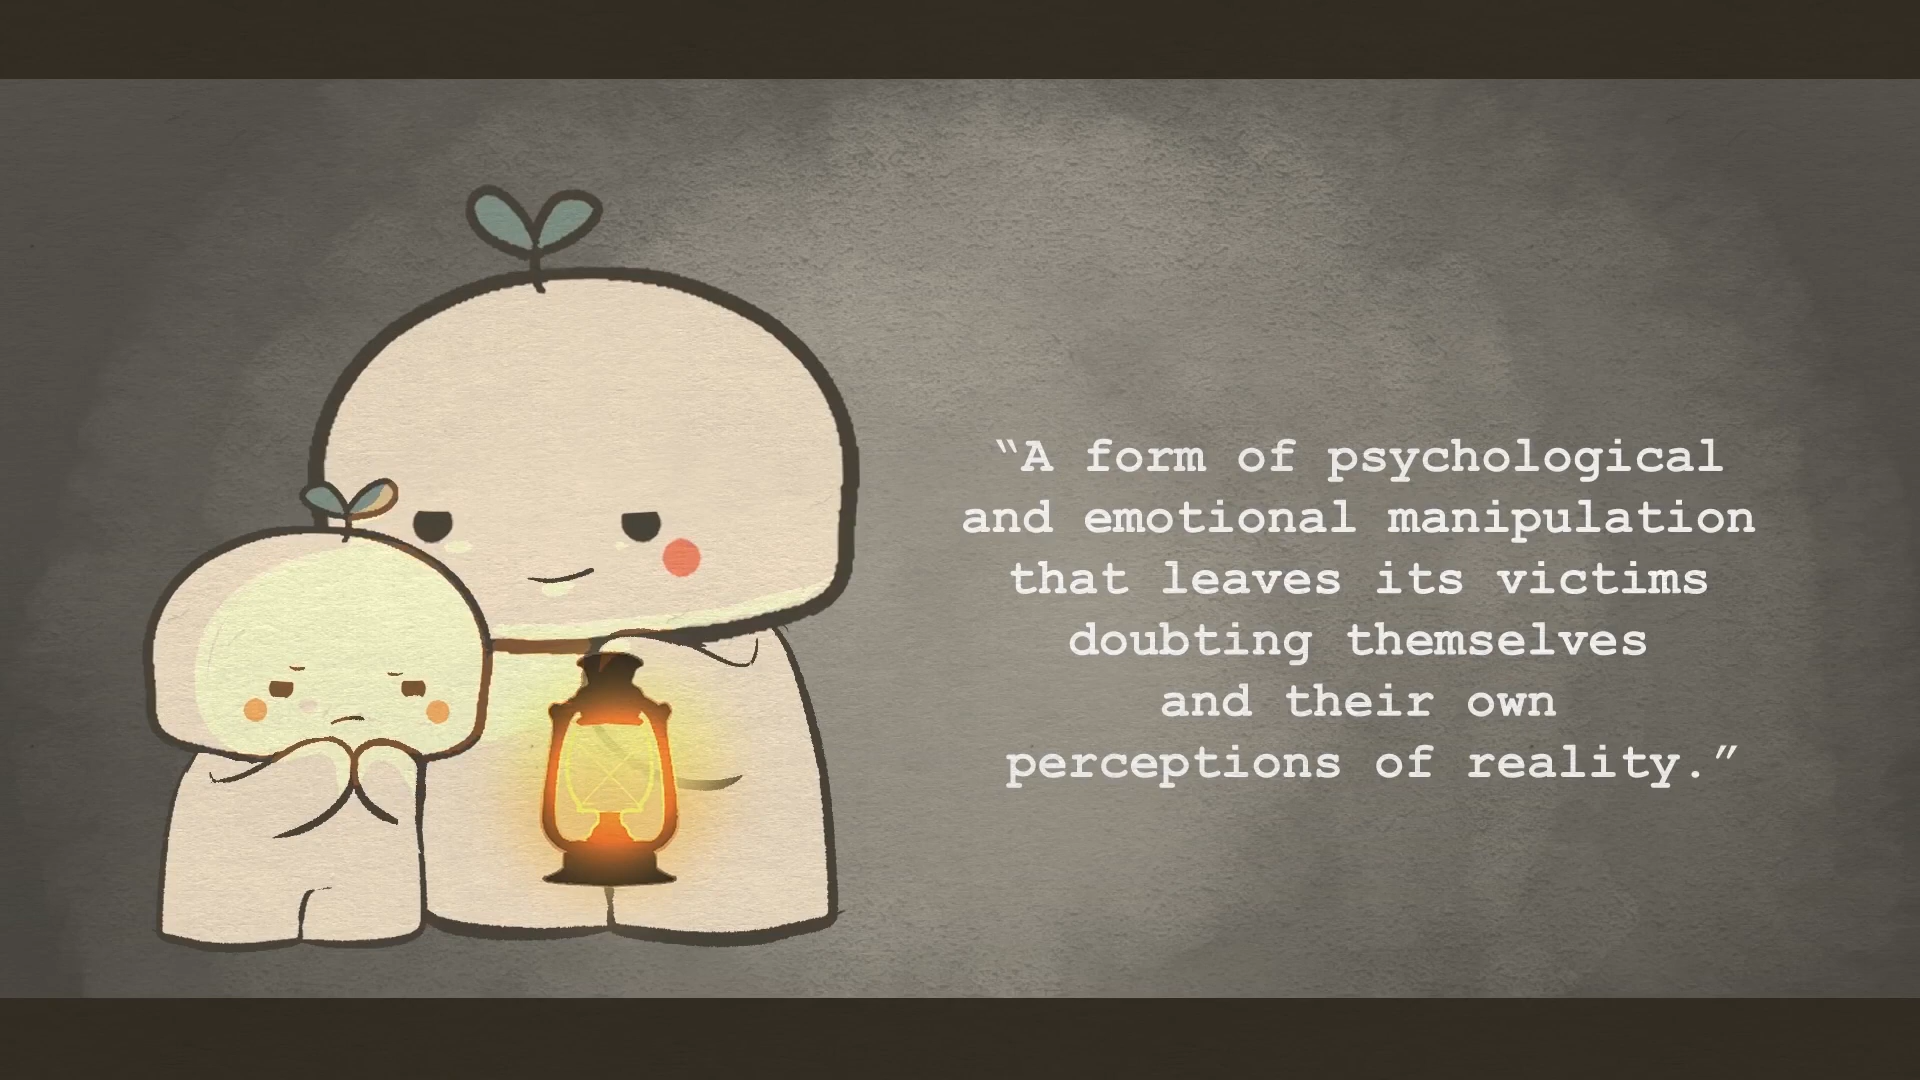 “A form of psychological
and emotional manipulation
that leaves its victims
doubting themselves
and their own
perceptions of reality.”